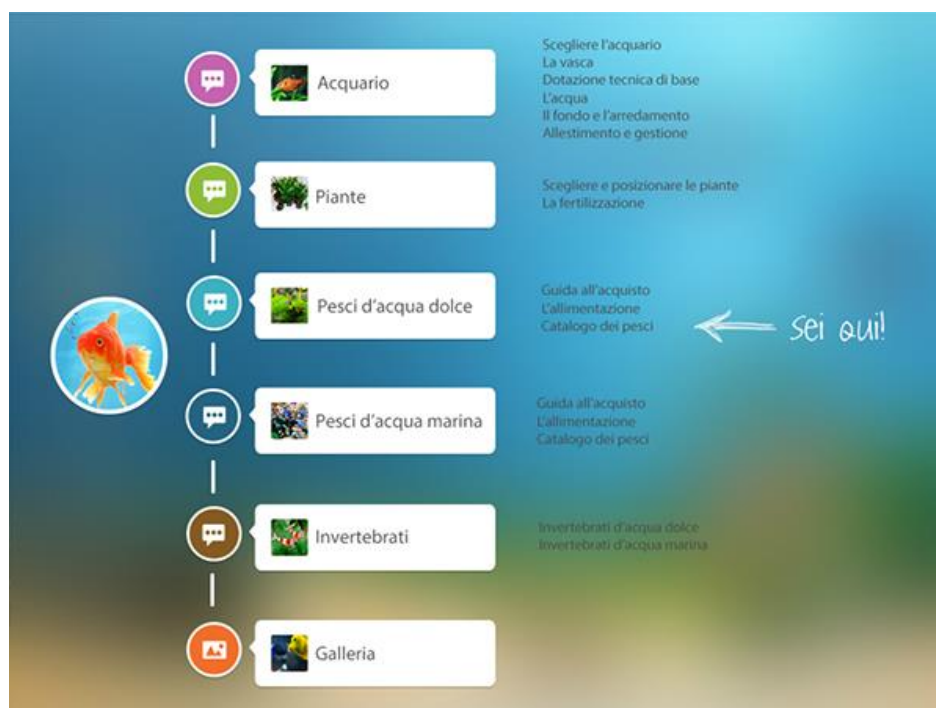 Acquario
Scegliere l'acquario
La vasca
Dotazione tecnica di base
L'acqua
Il fondo e l'arredamento
Allestimento e gestione
Piante
Scegliere e posizionare le piante
La fertilizzazione
Pesci d'acqua dolce
Guida all'acquisto
L'allimentazione
Catalogo dei pesci
sei qui!
Pesci d'acqua marina
Guida all'acquisto
L'allimentazione
Catalogo dei pesci
Invertebrati
Invertebrati d'acqua dolce
Invertebrati d'acqua marina
Galleria